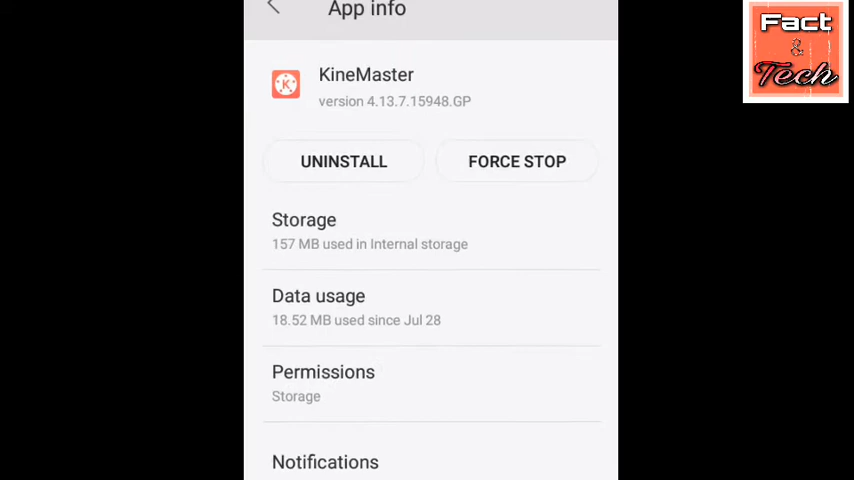 App info
Fact
&
Tech
KineMaster
version 4.13.7.15948.GP
UNINSTALL
FORCE STOP
Storage
157 MB used in Internal storage
Data usage
18.52 MB used since Jul 28
Permissions
Storage
Notifications